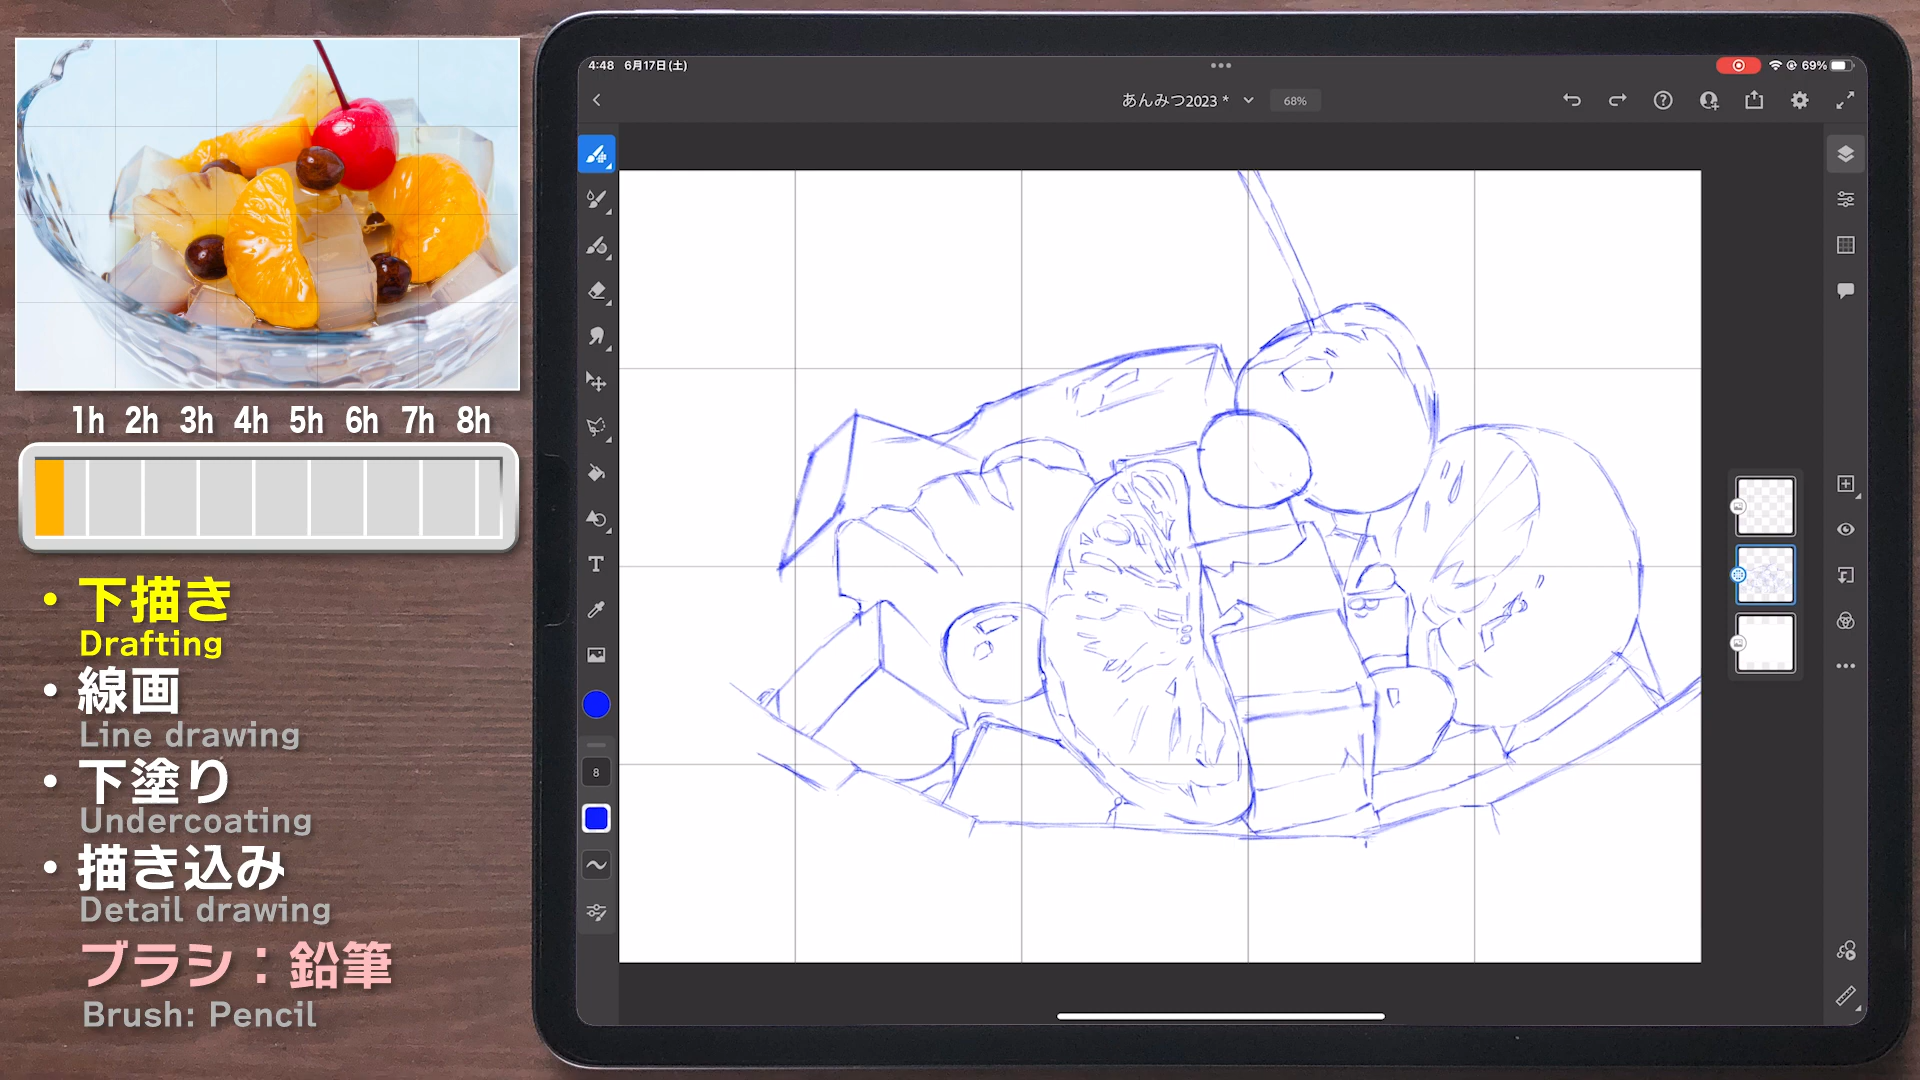 1h 2h 3h 4h 5h 6h 7h 8h
・下描き
Drafting
・線画
Line drawing
・下塗り
Undercoating
・描き込み
Detail drawing
ブラシ：鉛筆
Brush: Pencil
4:48 6月17日(土)
69%
あんみつ2023 *
68%
T
8